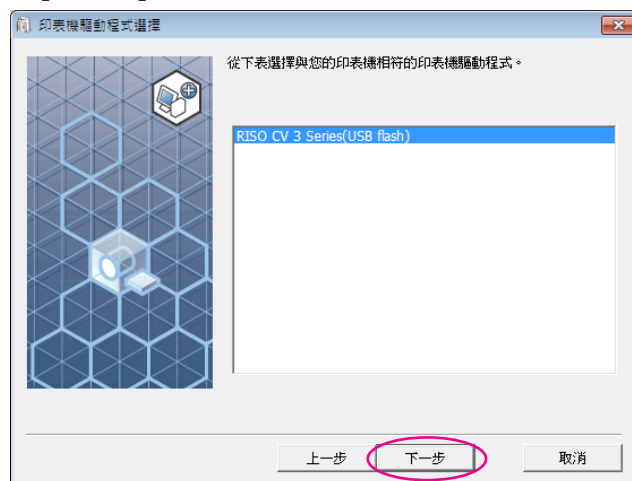 印表機驅動程式選擇
從下表選擇與您的印表機相符的印表機驅動程式。
RISO CV 3 Series(USB flash)
上一步
下一步
取消